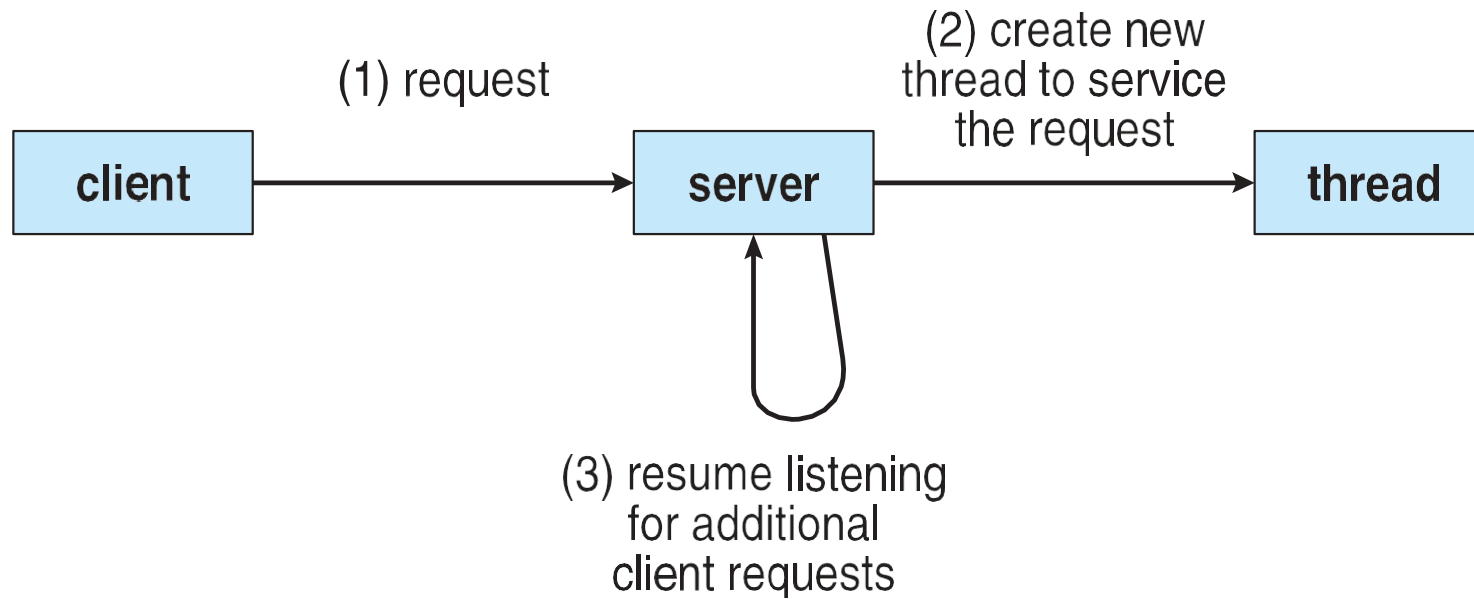 (1) request
(2) create new
thread to service
the request
client
server
thread
(3) resume listening
for additional
client requests